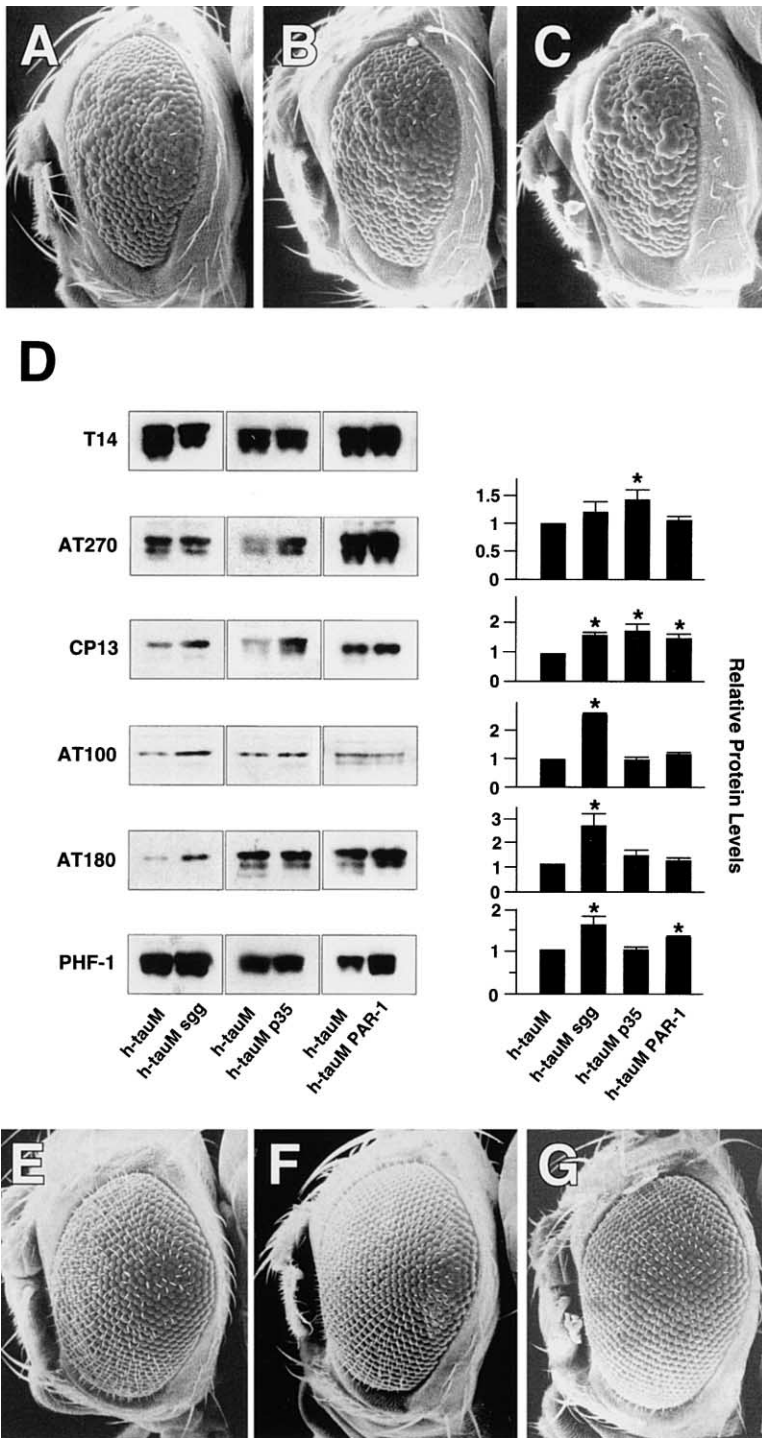 A
B
C
D
T14
AT270
CP13
AT100
AT180
PHF-1
h-tauM
h-tauM sgg
h-tauM
h-tauM p35
h-tauM
h-tauM PAR-1
*
1.5
1
0.5
0
* * *
2
1
0
*
2
1
0
*
3
2
1
0
* *
2
1
0
h-tauM
h-tauM sgg
h-tauM p35
h-tauM PAR-1
Relative Protein Levels
E
F
G